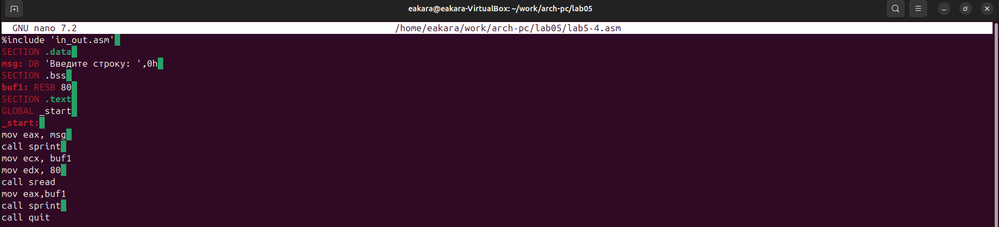 eakara@eakara-VirtualBox: ~/work/arch-pc/lab05
GNU nano 7.2 /home/eakara/work/arch-pc/lab05/lab5-4.asm
%include 'in_out.asm'
SECTION .data
msg: DB 'Введите строку: ',0h
SECTION .bss
buf1: RESB 80
SECTION .text
GLOBAL _start
_start:
mov eax, msg
call sprint
mov ecx, buf1
mov edx, 80
call sread
mov eax,buf1
call sprint
call quit